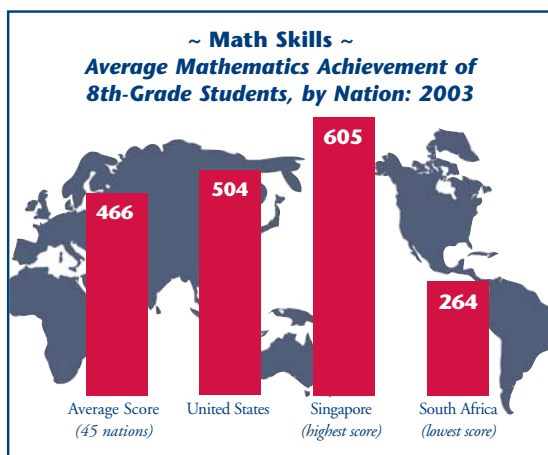 ~ Math Skills ~
Average Mathematics Achievement of
8th-Grade Students, by Nation: 2003
466
504
605
264
Average Score
(45 nations)
United States
Singapore
(highest score)
South Africa
(lowest score)